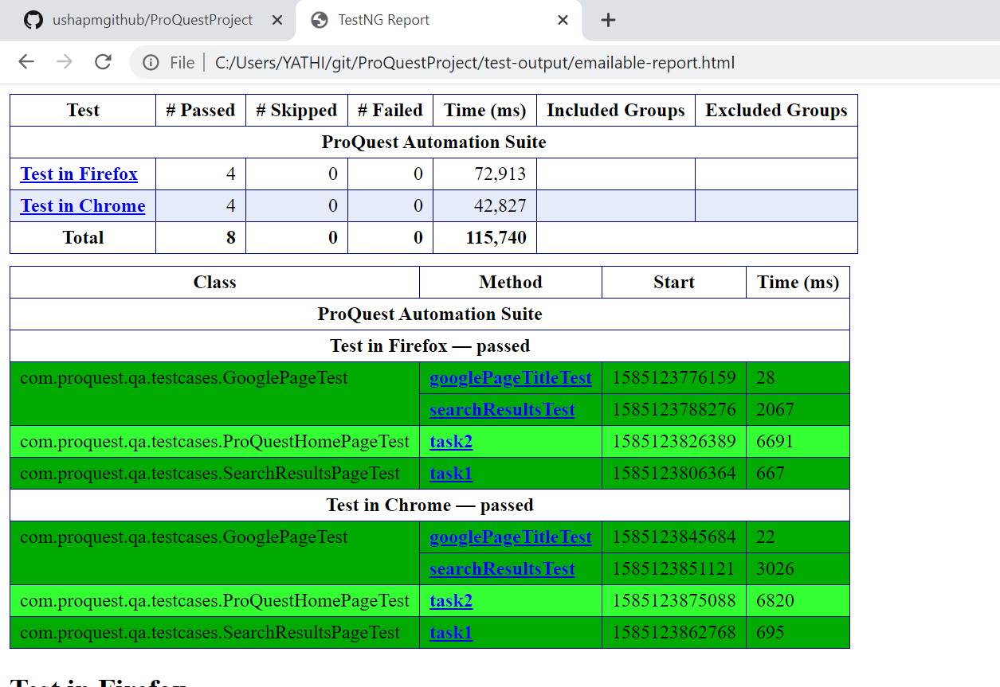 ushapmgithub/ProQuestProject
TestNG Report
File C:/Users/YATHI/git/ProQuestProject/test-output/emailable-report.html
Test # Passed # Skipped # Failed Time (ms) Included Groups Excluded Groups
ProQuest Automation Suite
Test in Firefox 4 0 0 72,913
Test in Chrome 4 0 0 42,827
Total 8 0 0 115,740
Class Method Start Time (ms)
ProQuest Automation Suite
Test in Firefox — passed
com.proquest.qa.testcases.GooglePageTest googlePageTitleTest 1585123776159 28
searchResultsTest 1585123788276 2067
com.proquest.qa.testcases.ProQuestHomePageTest task2 1585123826389 6691
com.proquest.qa.testcases.SearchResultsPageTest task1 1585123806364 667
Test in Chrome — passed
com.proquest.qa.testcases.GooglePageTest googlePageTitleTest 1585123845684 22
searchResultsTest 1585123851121 3026
com.proquest.qa.testcases.ProQuestHomePageTest task2 1585123875088 6820
com.proquest.qa.testcases.SearchResultsPageTest task1 1585123862768 695
Test in Firefox